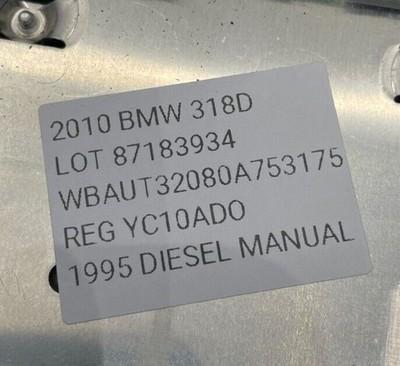 2010 BMW 318D
LOT 87183934
WBAUT32080A753175
REG YC10ADO
1995 DIESEL MANUAL